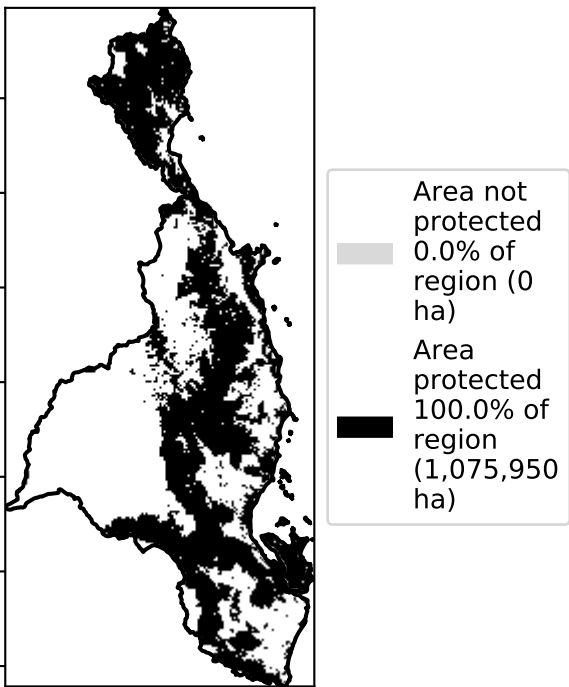 Area not
protected
0.0% of
region (0
ha)
Area
protected
100.0% of
region
(1,075,950
ha)